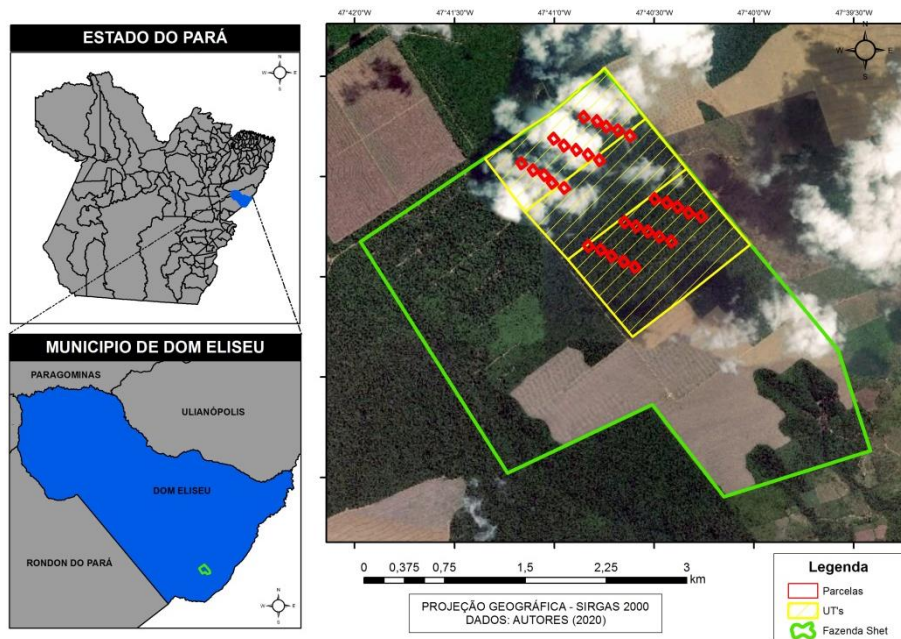 ESTADO DO PARÁ
N
W E
S
MUNICIPIO DE DOM ELISEU
PARAGOMINAS
ULIANÓPOLIS
DOM ELISEU
RONDON DO PARÁ
N
W E
S
47°42'0"W 47°41'30"W 47°41'0"W 47°40'30"W 47°40'0"W 47°39'30"W
N
W E
S
0 0,375 0,75 1,5 2,25 3
km
PROJEÇÃO GEOGRÁFICA - SIRGAS 2000
DADOS: AUTORES (2020)
Legenda
Parcelas
UT's
Fazenda Shet